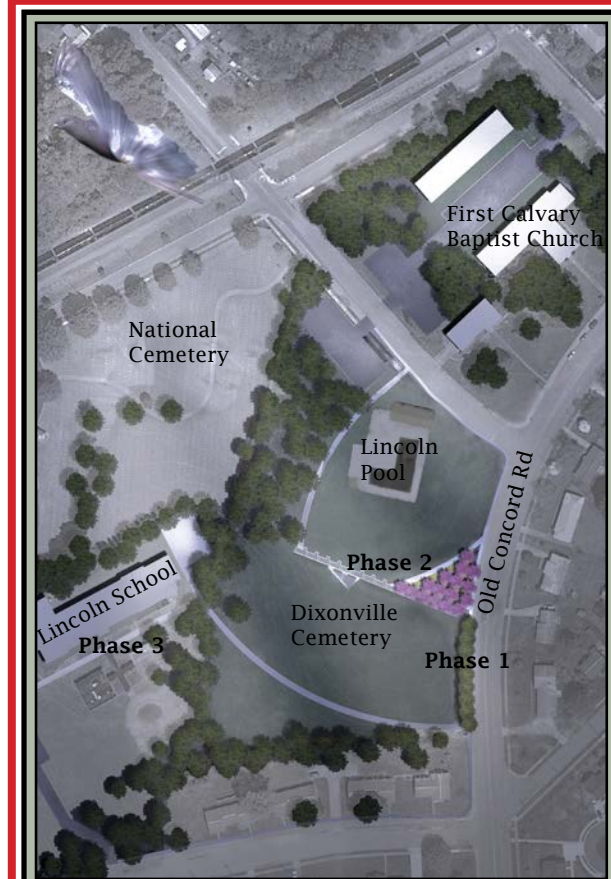 First Calvary
Baptist Church
National
Cemetery
Lincoln
Pool
Old Concord Rd
Phase 2
Lincoln School
Dixonville
Cemetery
Phase 3
Phase 1